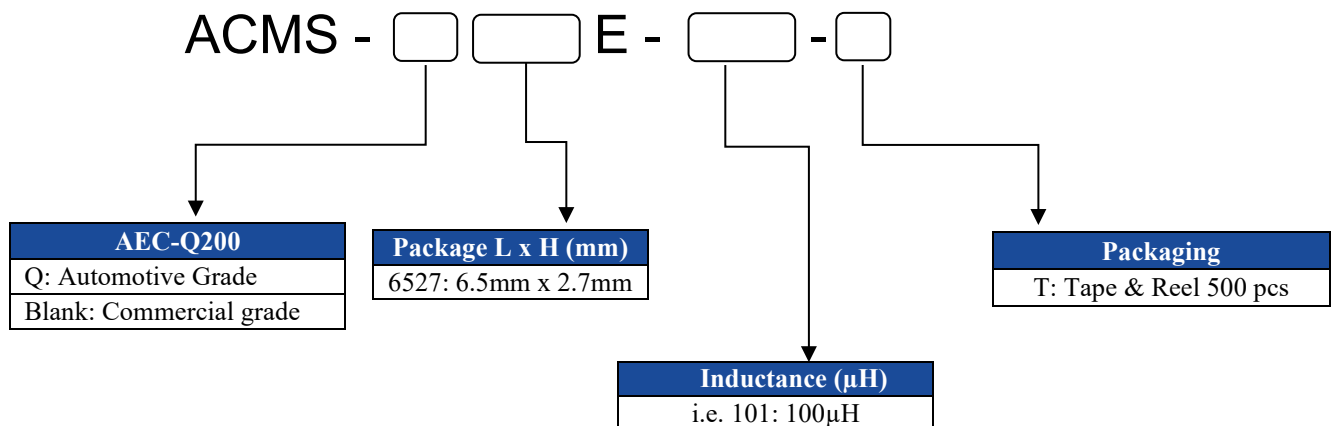 ACMS - E - -
AEC-Q200
Q: Automotive Grade
Blank: Commercial grade
Package L x H (mm)
6527: 6.5mm x 2.7mm
Inductance (µH)
i.e. 101: 100µH
Packaging
T: Tape & Reel 500 pcs